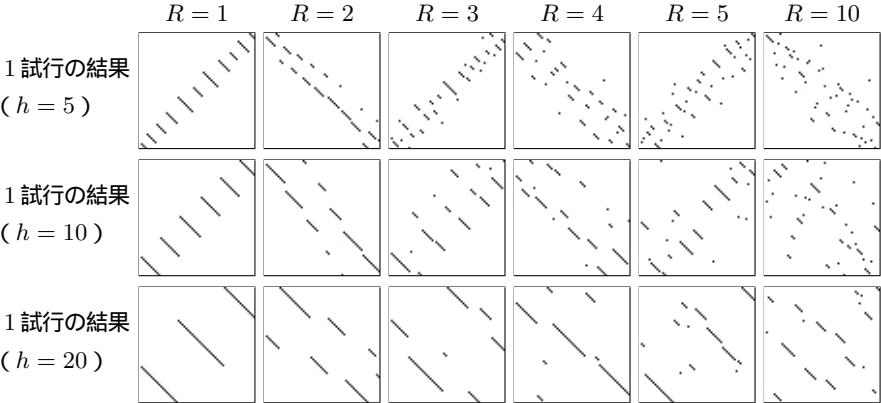 R = 1 R = 2 R = 3 R = 4 R = 5 R = 10
1 試行の結果
( h = 5 )
1 試行の結果
( h = 10 )
1 試行の結果
( h = 20 )